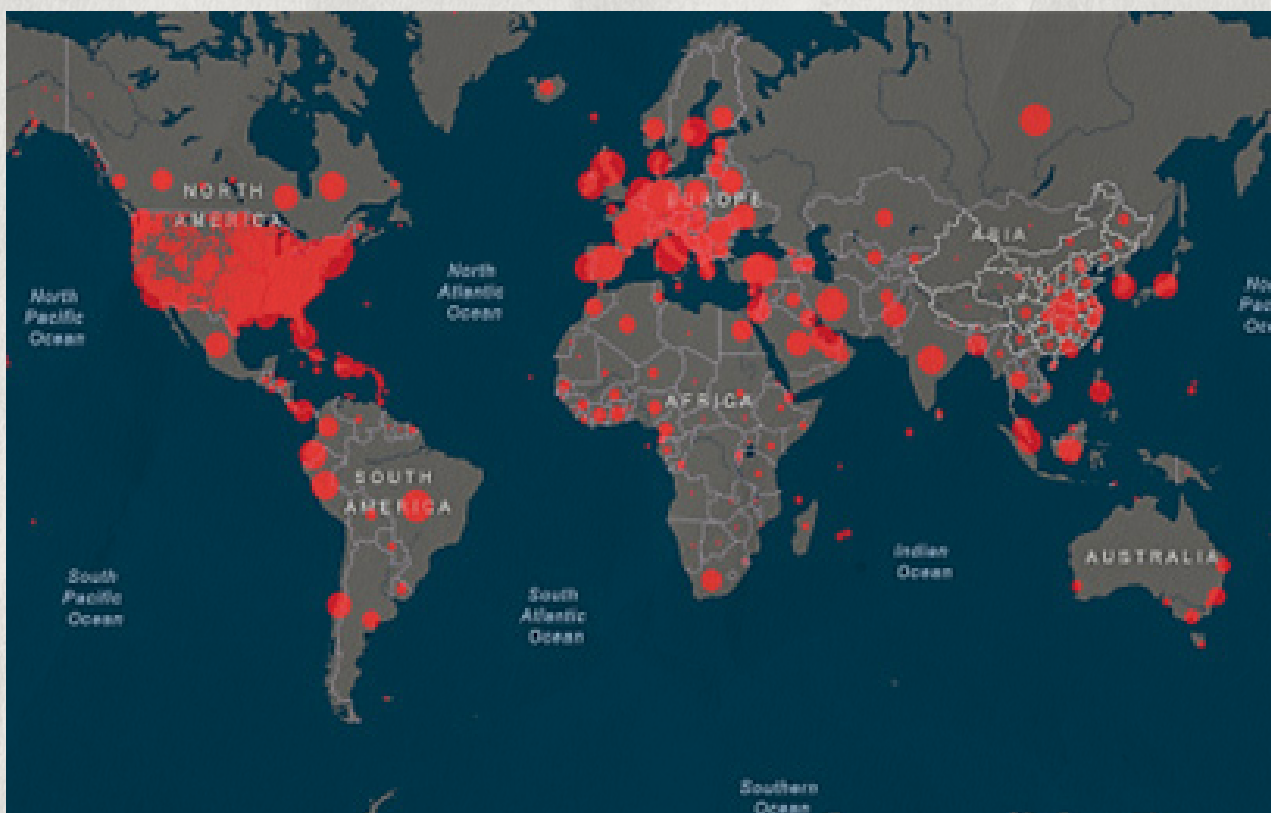 NORTH
AMERICA
EUROPE
ASIA
North
Atlantic
Ocean
North
Pacific
Ocean
AFRICA
SOUTH
AMERICA
Indian
Ocean
AUSTRALIA
South
Pacific
Ocean
South
Atlantic
Ocean
Southern
Ocean